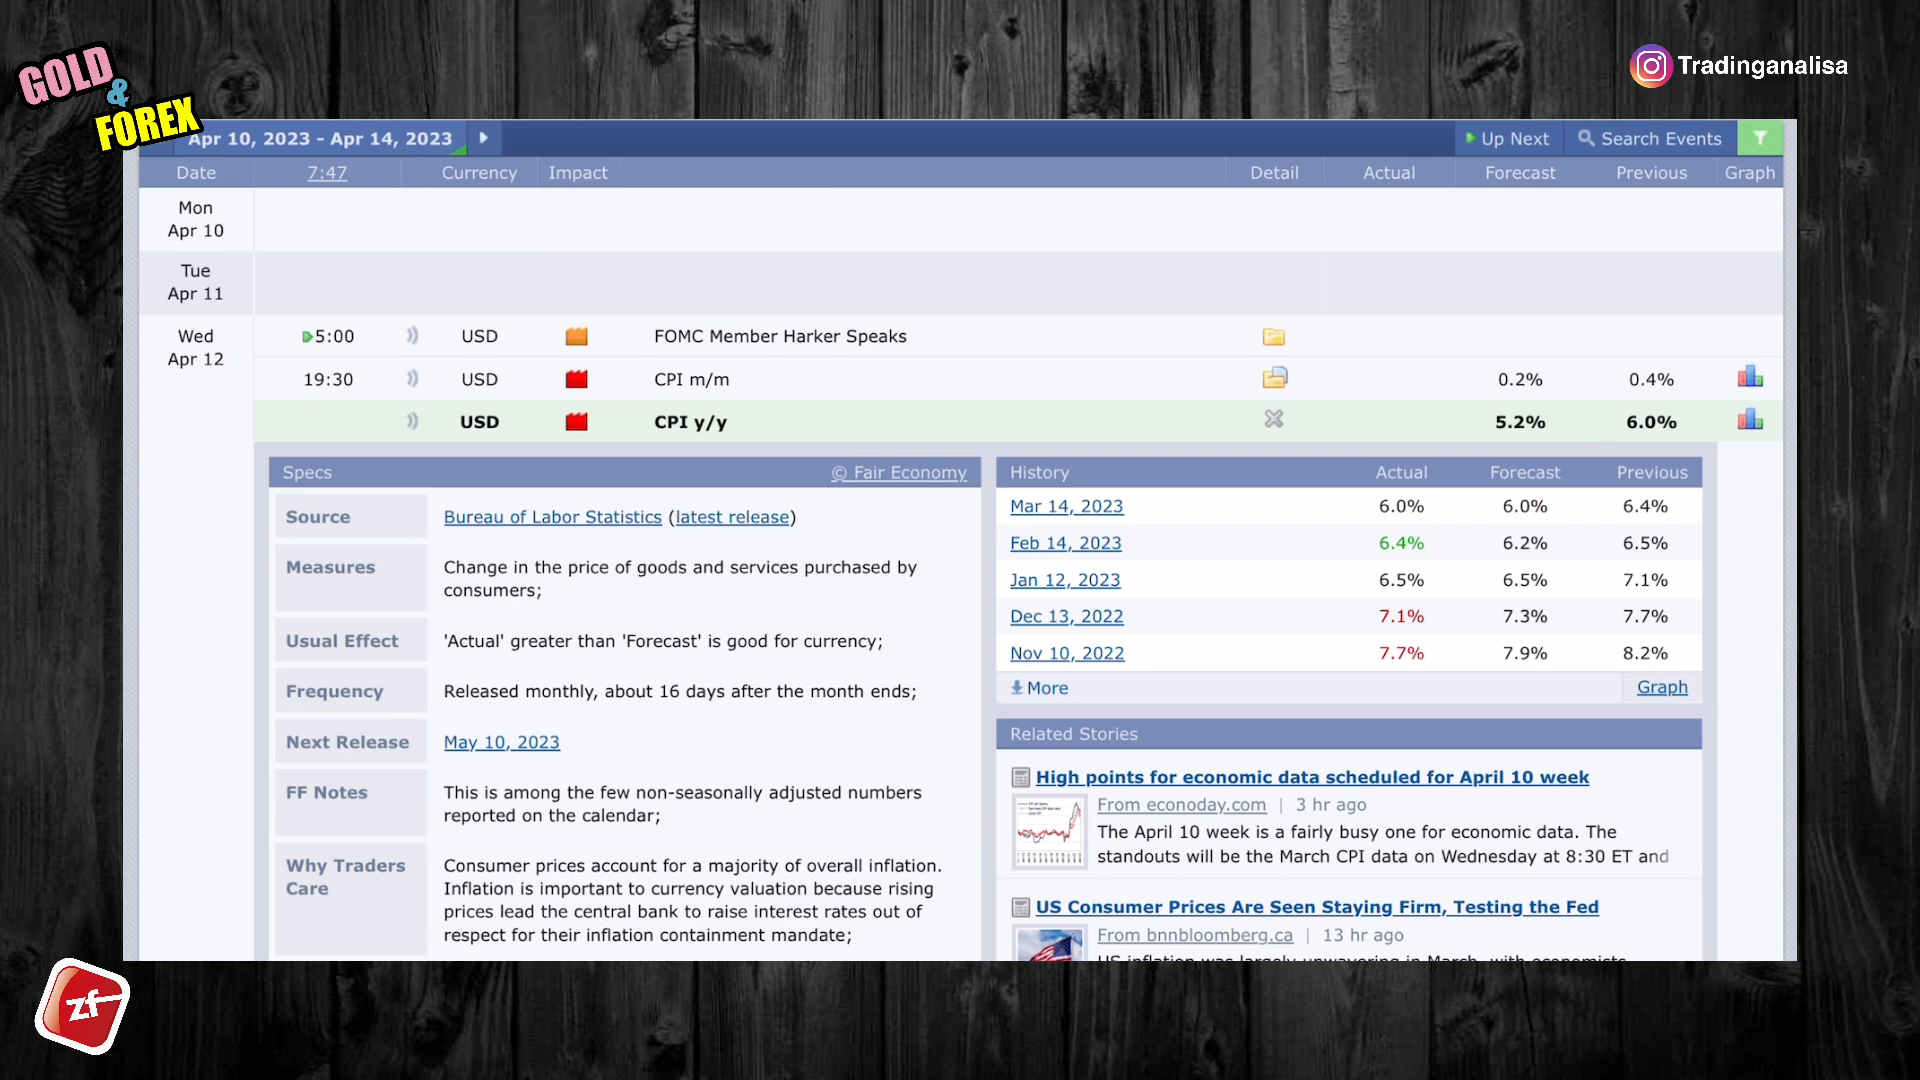 GOLD
&
FOREX
Tradinganalisa
Apr 10, 2023 - Apr 14, 2023
Up Next
Search Events
Date 7:47 Currency Impact Detail Actual Forecast Previous Graph
Mon
Apr 10
Tue
Apr 11
Wed
Apr 12
5:00 USD FOMC Member Harker Speaks
19:30 USD CPI m/m 0.2% 0.4%
USD CPI y/y 5.2% 6.0%
Specs © Fair Economy
Source Bureau of Labor Statistics (latest release)
Measures Change in the price of goods and services purchased by
consumers;
Usual Effect 'Actual' greater than 'Forecast' is good for currency;
Frequency Released monthly, about 16 days after the month ends;
Next Release May 10, 2023
FF Notes This is among the few non-seasonally adjusted numbers
reported on the calendar;
Why Traders
Care
Consumer prices account for a majority of overall inflation.
Inflation is important to currency valuation because rising
prices lead the central bank to raise interest rates out of
respect for their inflation containment mandate;
History Actual Forecast Previous
Mar 14, 2023 6.0% 6.0% 6.4%
Feb 14, 2023 6.4% 6.2% 6.5%
Jan 12, 2023 6.5% 6.5% 7.1%
Dec 13, 2022 7.1% 7.3% 7.7%
Nov 10, 2022 7.7% 7.9% 8.2%
More Graph
Related Stories
High points for economic data scheduled for April 10 week
From econoday.com | 3 hr ago
The April 10 week is a fairly busy one for economic data. The
standouts will be the March CPI data on Wednesday at 8:30 ET and
US Consumer Prices Are Seen Staying Firm, Testing the Fed
From bnnbloomberg.ca | 13 hr ago
US inflation was largely unwavering in March, with economists
zf